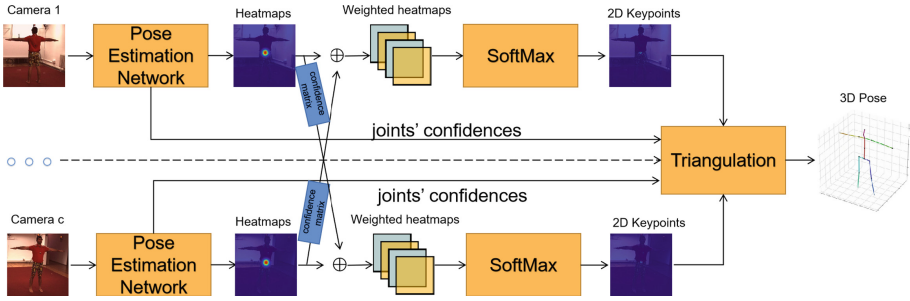 Camera 1
Pose
Estimation
Network
Heatmaps
confidence
matrix
Weighted heatmaps
SoftMax
2D Keypoints
joints' confidences
3D Pose
Triangulation
joints' confidences
Camera c
Pose
Estimation
Network
Heatmaps
confidence
matrix
Weighted heatmaps
SoftMax
2D Keypoints